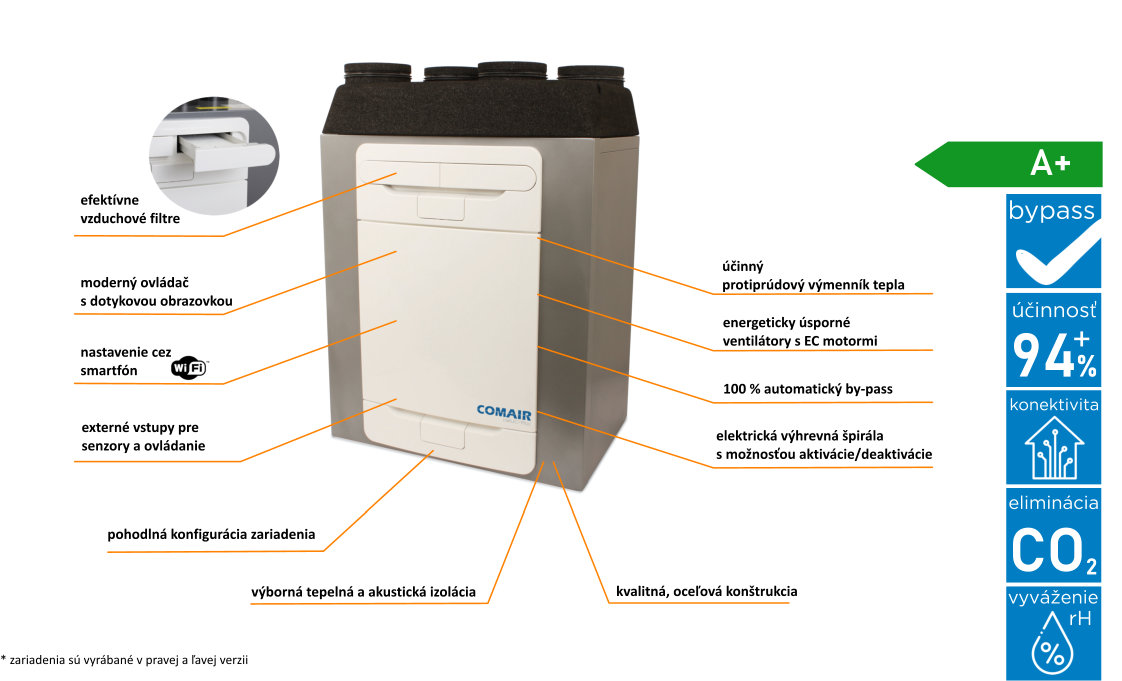 efektívne
vzduchové filtre
moderný ovládač
s dotykovou obrazovkou
nastavenie cez
smartfón
Wi Fi
externé vstupy pre
senzory a ovládanie
pohodlná konfigurácia zariadenia
výborná tepelná a akustická izolácia
kvalitná, oceľová konštrukcia
účinný
protiprúdový výmenník tepla
energeticky úsporné
ventilátory s EC motormi
100 % automatický by-pass
elektrická výhrevná špirála
s možnosťou aktivácie/deaktivácie
COMAIR
A+
bypass
účinnosť
94+%
konektivita
eliminácia
CO₂
vyváženie
rH
%
* zariadenia sú vyrábané v pravej a ľavej verzii